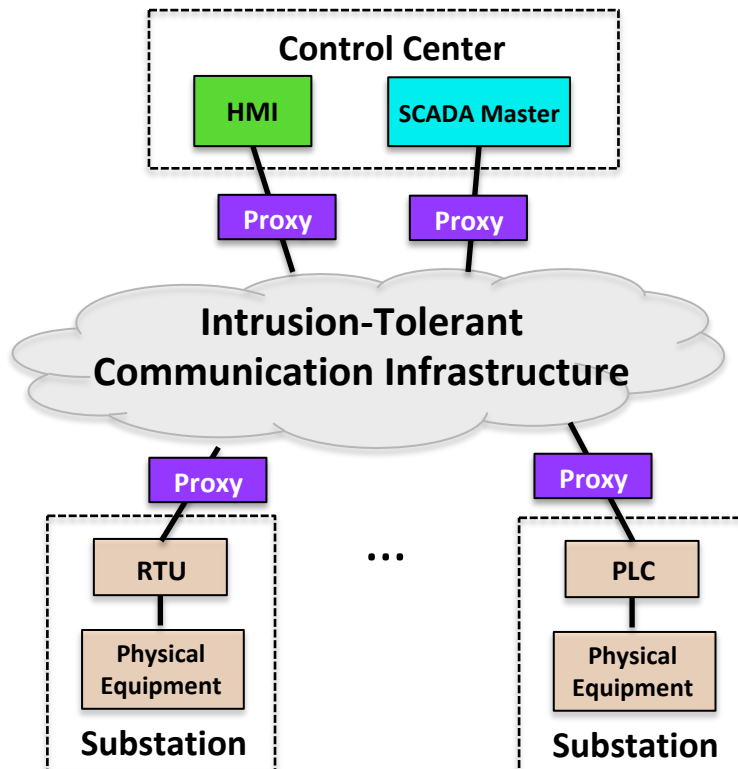 Control Center
HMI
SCADA Master
Proxy
Proxy
Intrusion-Tolerant
Communication Infrastructure
Proxy
Proxy
...
RTU
PLC
Physical
Equipment
Physical
Equipment
Substation
Substation